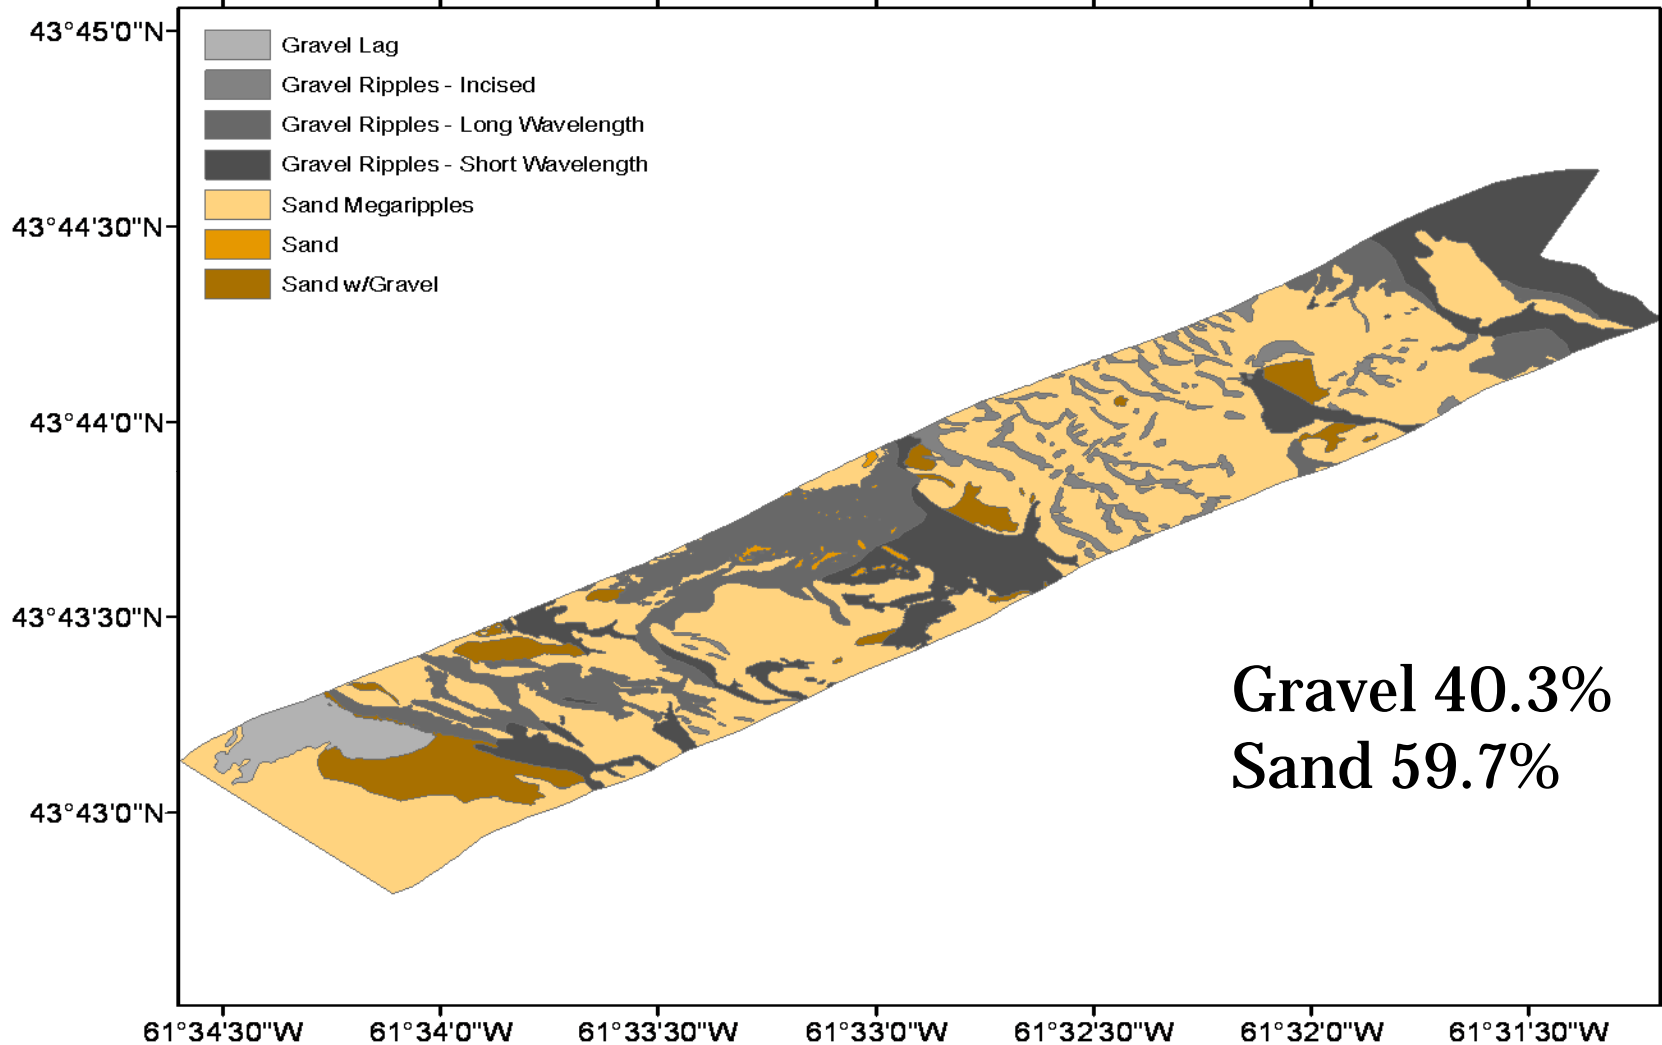 43°45'0"N
Gravel Lag
Gravel Ripples - Incised
Gravel Ripples - Long Wavelength
Gravel Ripples - Short Wavelength
Sand Megaripples
43°44'30"N
Sand
Sand w/Gravel
43°44'0"N
43°43'30"N
Gravel 40.3%
Sand 59.7%
43°43'0"N
61°34'30"W 61°34'0"W 61°33'30"W 61°33'0"W 61°32'30"W 61°32'0"W 61°31'30"W